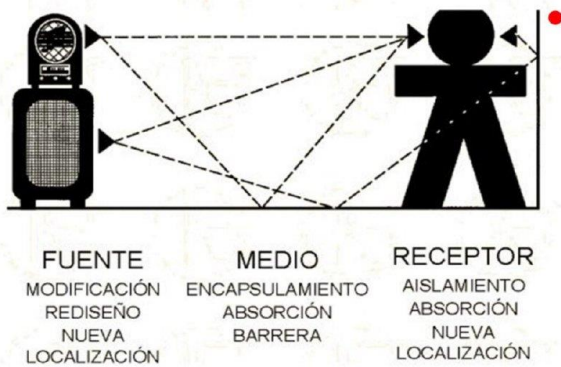 FUENTE
MODIFICACIÓN
REDISEÑO
NUEVA
LOCALIZACIÓN
MEDIO
ENCAPSULAMIENTO
ABSORCIÓN
BARRERA
RECEPTOR
AISLAMIENTO
ABSORCIÓN
NUEVA
LOCALIZACIÓN